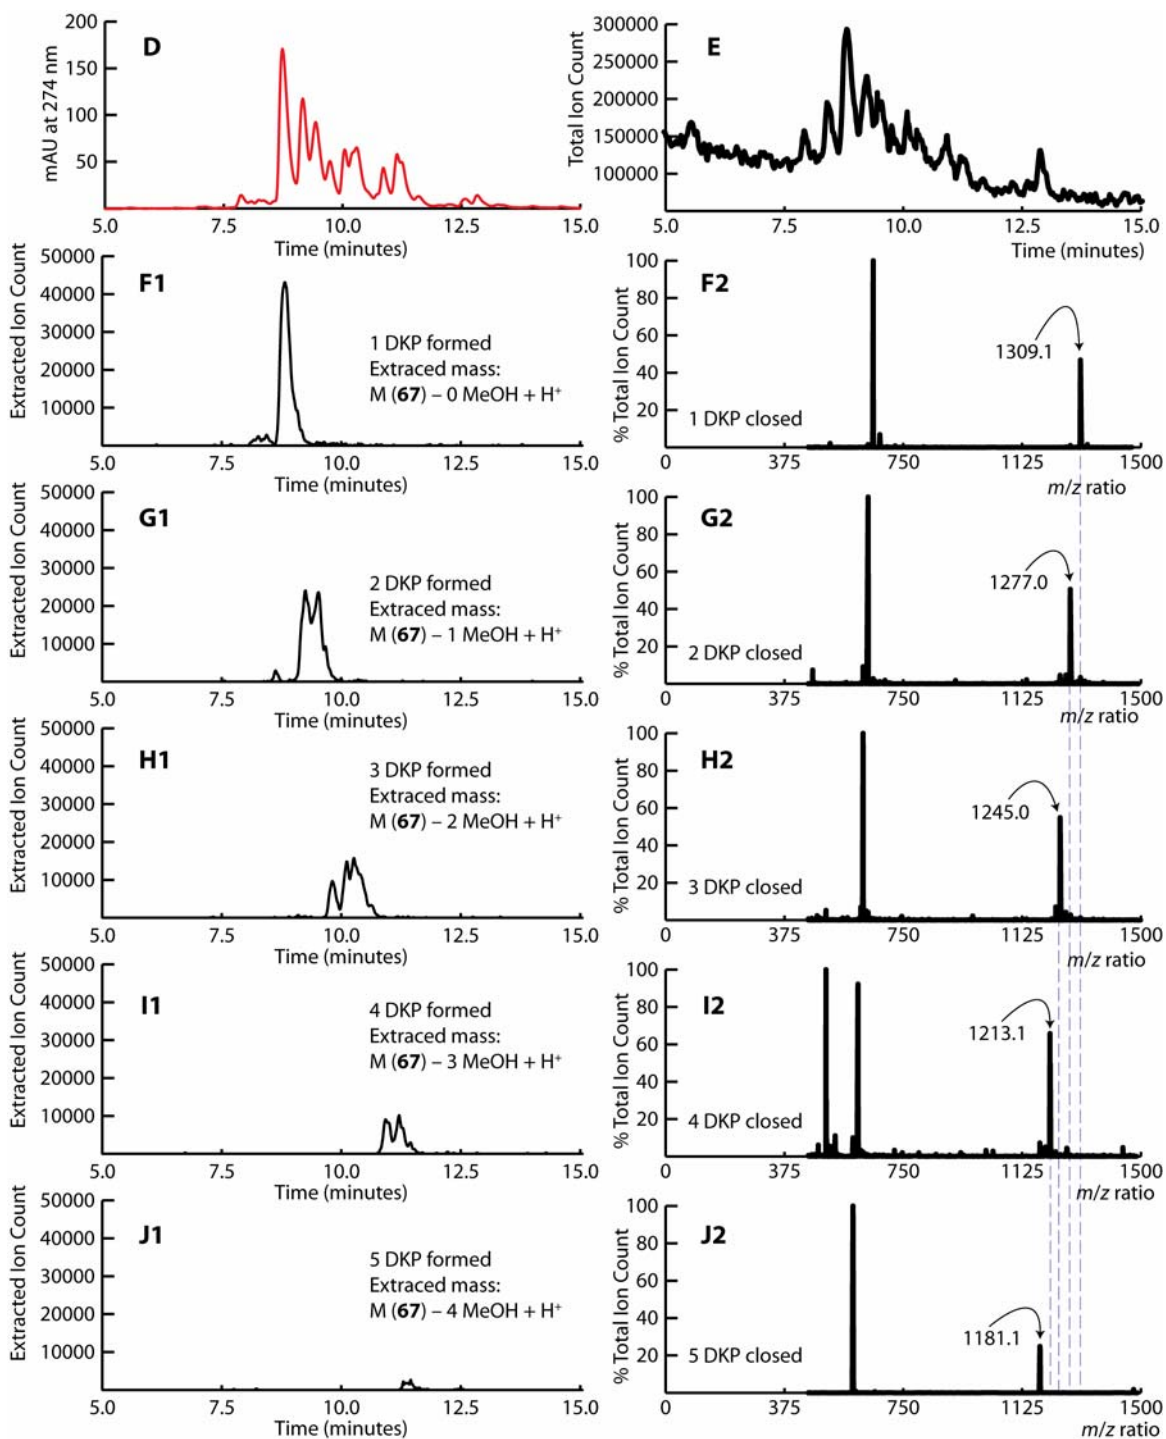 D
mAU at 274 nm
200
150
100
50
5.0 7.5 10.0 12.5 15.0
Time (minutes)
E
Total Ion Count
300000
250000
200000
150000
100000
5.0 7.5 10.0 12.5 15.0
Time (minutes)
F1
Extracted Ion Count
50000
40000
30000
20000
10000
1 DKP formed
Extraced mass:
M (67) – 0 MeOH + H⁺
5.0 7.5 10.0 12.5 15.0
Time (minutes)
F2
% Total Ion Count
100
80
60
40
20
1309.1
1 DKP closed
0 375 750 1125 1500
m/z ratio
G1
Extracted Ion Count
50000
40000
30000
20000
10000
2 DKP formed
Extraced mass:
M (67) – 1 MeOH + H⁺
5.0 7.5 10.0 12.5 15.0
Time (minutes)
G2
% Total Ion Count
100
80
60
40
20
1277.0
2 DKP closed
0 375 750 1125 1500
m/z ratio
H1
Extracted Ion Count
50000
40000
30000
20000
10000
3 DKP formed
Extraced mass:
M (67) – 2 MeOH + H⁺
5.0 7.5 10.0 12.5 15.0
Time (minutes)
H2
% Total Ion Count
100
80
60
40
20
1245.0
3 DKP closed
0 375 750 1125 1500
m/z ratio
I1
Extracted Ion Count
50000
40000
30000
20000
10000
4 DKP formed
Extraced mass:
M (67) – 3 MeOH + H⁺
5.0 7.5 10.0 12.5 15.0
Time (minutes)
I2
% Total Ion Count
100
80
60
40
20
1213.1
4 DKP closed
0 375 750 1125 1500
m/z ratio
J1
Extracted Ion Count
50000
40000
30000
20000
10000
5 DKP formed
Extraced mass:
M (67) – 4 MeOH + H⁺
5.0 7.5 10.0 12.5 15.0
Time (minutes)
J2
% Total Ion Count
100
80
60
40
20
1181.1
5 DKP closed
0 375 750 1125 1500
m/z ratio